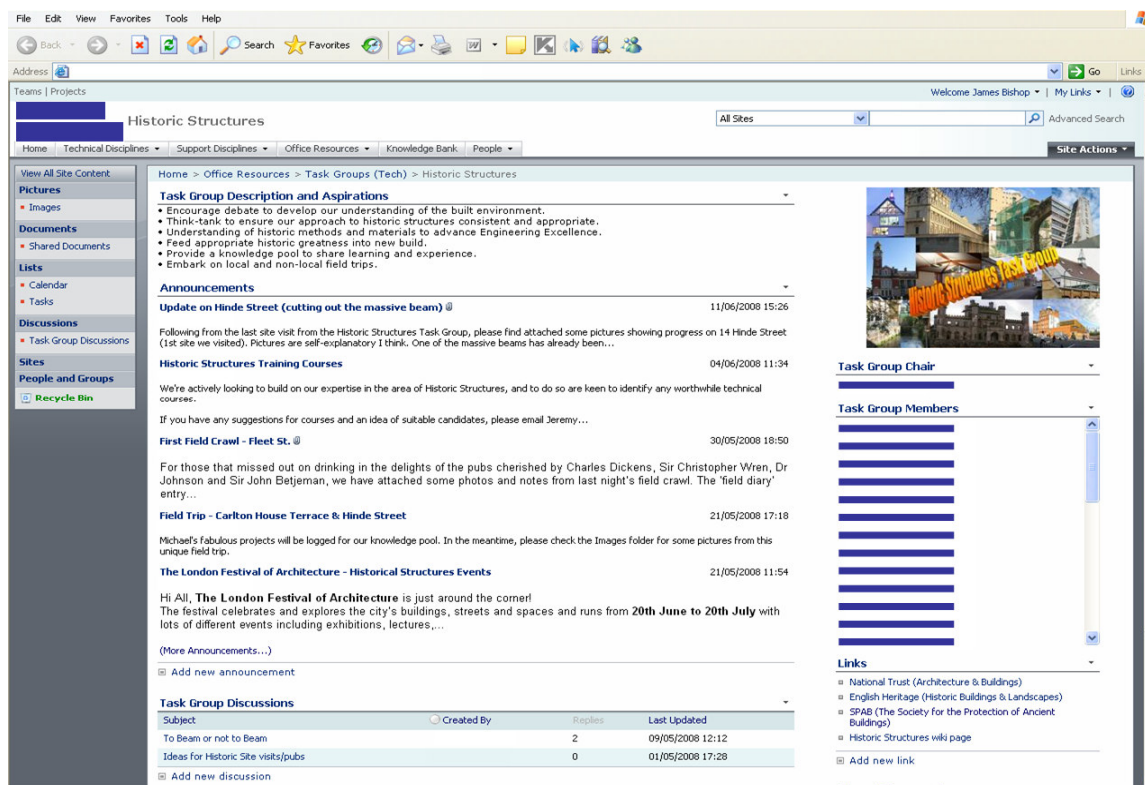 File Edit View Favorites Tools Help
Back Search Favorites
Address Go Links
Teams | Projects Welcome James Bishop | My Links |
Historic Structures All Sites Advanced Search
Home Technical Disciplines Support Disciplines Office Resources Knowledge Bank People Site Actions
View All Site Content
Pictures
Images
Documents
Shared Documents
Lists
Calendar
Tasks
Discussions
Task Group Discussions
Sites
People and Groups
Recycle Bin
Home > Office Resources > Task Groups (Tech) > Historic Structures
Task Group Description and Aspirations
• Encourage debate to develop our understanding of the built environment.
• Think-tank to ensure our approach to historic structures consistent and appropriate.
• Understanding of historic methods and materials to advance Engineering Excellence.
• Feed appropriate historic greatness into new build.
• Provide a knowledge pool to share learning and experience.
• Embark on local and non-local field trips.
Announcements
Update on Hinde Street (cutting out the massive beam) 11/06/2008 15:26
Following from the last site visit from the Historic Structures Task Group, please find attached some pictures showing progress on 14 Hinde Street
(1st site we visited). Pictures are self-explanatory I think. One of the massive beams has already been...
Historic Structures Training Courses 04/06/2008 11:34
We're actively looking to build on our expertise in the area of Historic Structures, and to do so are keen to identify any worthwhile technical
courses.
If you have any suggestions for courses and an idea of suitable candidates, please email Jeremy...
First Field Crawl - Fleet St. 30/05/2008 18:50
For those that missed out on drinking in the delights of the pubs cherished by Charles Dickens, Sir Christopher Wren, Dr
Johnson and Sir John Betjeman, we have attached some photos and notes from last night's field crawl. The 'field diary'
entry...
Field Trip - Carlton House Terrace & Hinde Street 21/05/2008 17:18
Michael's fabulous projects will be logged for our knowledge pool. In the meantime, please check the Images folder for some pictures from this
unique field trip.
The London Festival of Architecture - Historical Structures Events 21/05/2008 11:54
Hi All, The London Festival of Architecture is just around the corner!
The festival celebrates and explores the city's buildings, streets and spaces and runs from 20th June to 20th July with
lots of different events including exhibitions, lectures,...
(More Announcements...)
Add new announcement
Task Group Discussions
Subject Created By Replies Last Updated
To Beam or not to Beam 2 09/05/2008 12:12
Ideas for Historic Site visits/pubs 0 01/05/2008 17:28
Add new discussion
Historic Structures Task Group
Task Group Chair
Task Group Members
Links
National Trust (Architecture & Buildings)
English Heritage (Historic Buildings & Landscapes)
SPAB (The Society for the Protection of Ancient
Buildings)
Historic Structures wiki page
Add new link